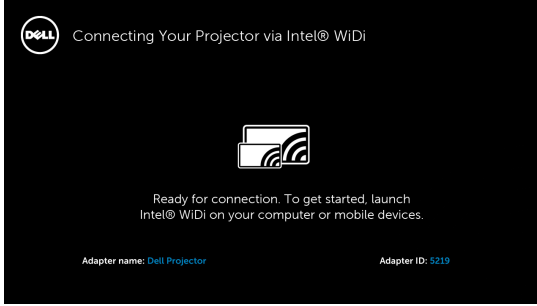 DELL
Connecting Your Projector via Intel® WiDi
Ready for connection. To get started, launch
Intel® WiDi on your computer or mobile devices.
Adapter name: Dell Projector
Adapter ID: 5219